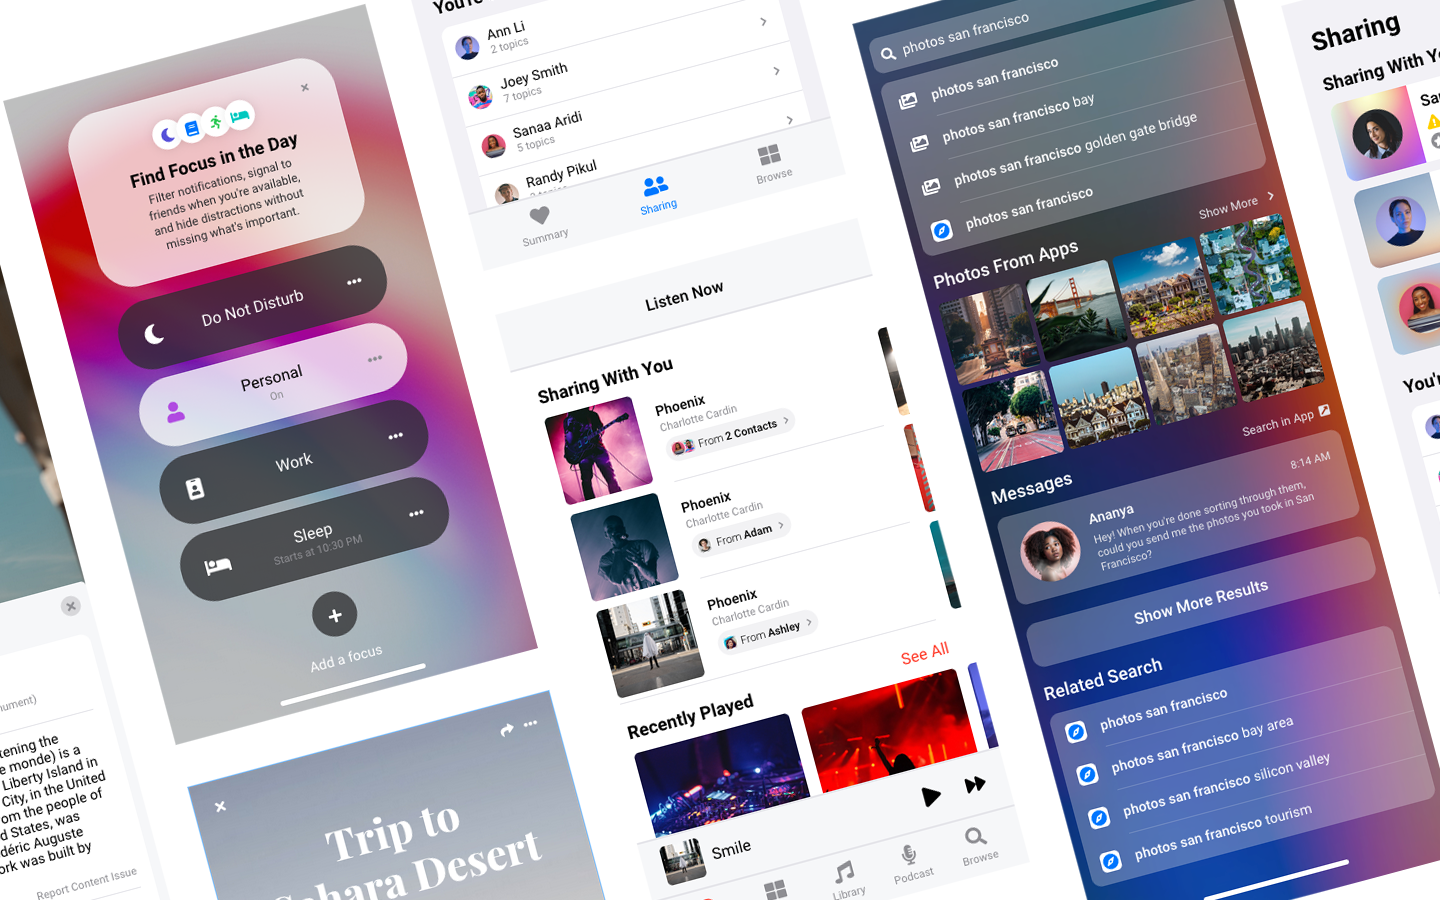 Find Focus in the Day
Filter notifications, signal to
friends when you're available,
and hide distractions without
missing what's important.
Do Not Disturb
Personal
On
Work
Sleep
Starts at 10:30 PM
Add a focus
tening the
e monde) is a
Liberty Island in
City, in the United
om the people of
d States, was
déric Auguste
ork was built by
Report Content Issue
Trip to
Sahara Desert
You're
Ann Li
2 topics
Joey Smith
7 topics
Sanaa Aridi
5 topics
Randy Pikul
Summary
Sharing
Browse
Listen Now
Sharing With You
Phoenix
Charlotte Cardin
From 2 Contacts
Phoenix
Charlotte Cardin
From Adam
Phoenix
Charlotte Cardin
From Ashley
See All
Recently Played
Smile
Library
Podcast
Browse
photos san francisco
photos san francisco
photos san francisco bay
photos san francisco golden gate bridge
photos san francisco
Show More
Photos From Apps
Search in App
Messages
8:14 AM
Ananya
Hey! When you're done sorting through them,
could you send me the photos you took in San
Francisco?
Show More Results
Related Search
photos san francisco
photos san francisco bay area
photos san francisco silicon valley
photos san francisco tourism
Sharing
Sharing With Yo
Sa
You'r